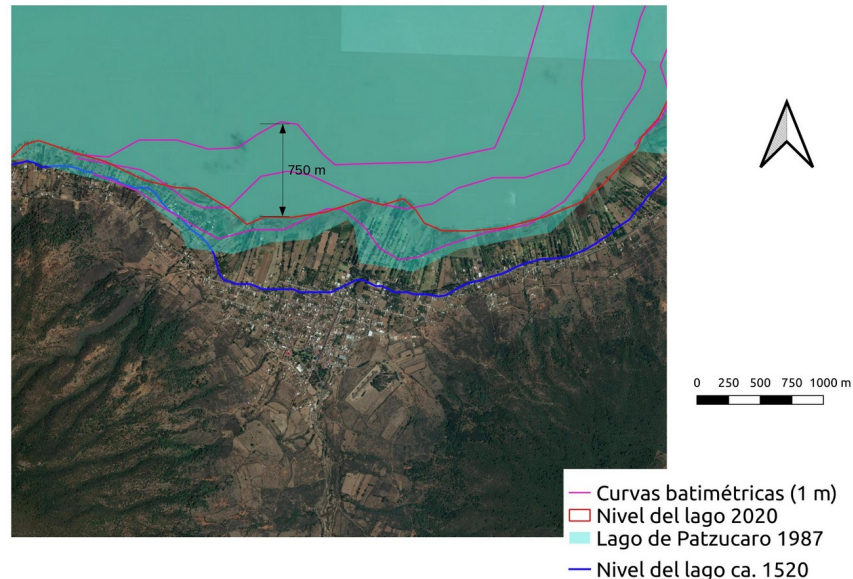 750 m
0 250 500 750 1000 m
Curvas batimétricas (1 m)
Nivel del lago 2020
Lago de Patzucaro 1987
Nivel del lago ca. 1520